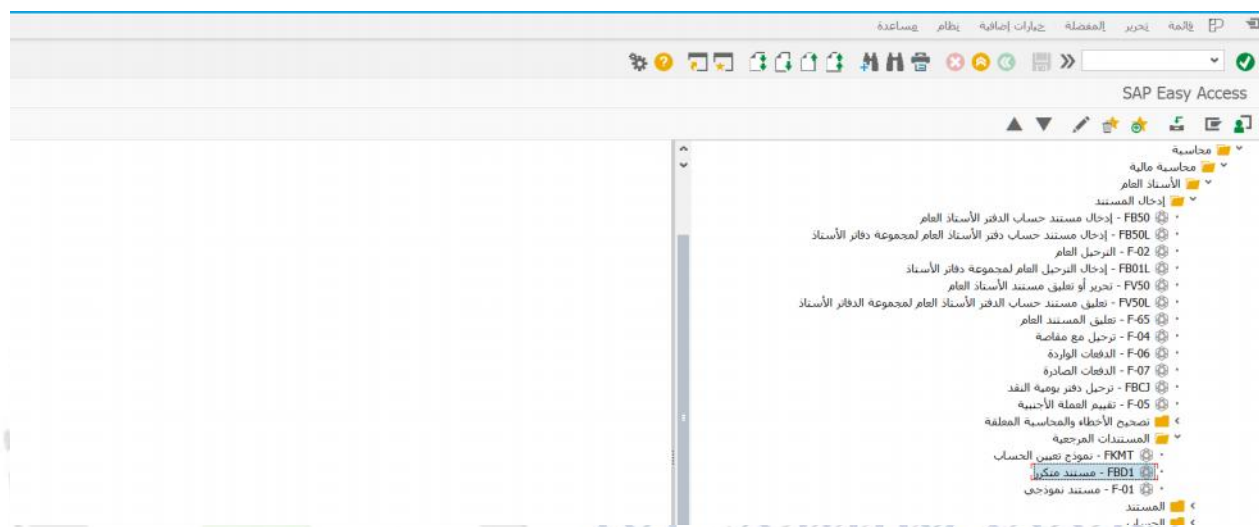 قائمة تحرير المفضلة خيارات إضافية نظام مساعدة
SAP Easy Access
محاسبة
محاسبة مالية
الأستاذ العام
إدخال المستند
FB50 - إدخال مستند حساب الدفتر الأستاذ العام
FB50L - إدخال مستند حساب دفتر الأستاذ العام لمجموعة دفاتر الأستاذ
F-02 - الترحيل العام
FB01L - إدخال الترحيل العام لمجموعة دفاتر الأستاذ
FV50 - تحرير أو تعليق مستند الأستاذ العام
FV50L - تعليق مستند حساب الدفتر الأستاذ العام لمجموعة الدفاتر الأستاذ
F-65 - تعليق المستند العام
F-04 - ترحيل مع مقاصة
F-06 - الدفعات الواردة
F-07 - الدفعات الصادرة
FBCJ - ترحيل دفتر يومية النقد
F-05 - تقييم العملة الأجنبية
تصحيح الأخطاء والمحاسبة المعلقة
المستندات المرجعية
FKMT - نموذج تعيين الحساب
FBD1 - مستند متكرر
F-01 - مستند نموذجي
المستند
الحساب